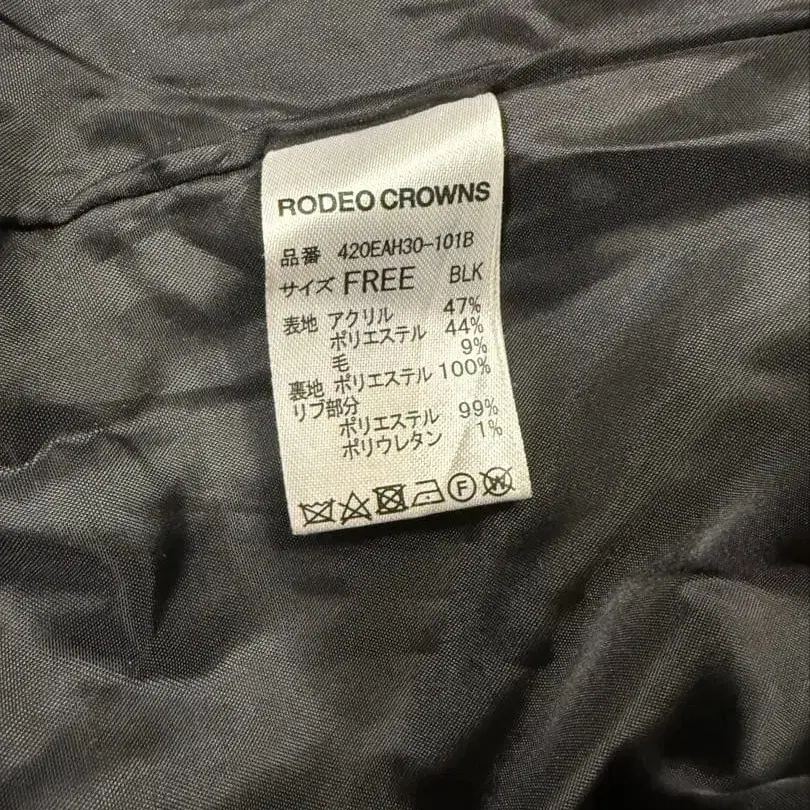 RODEO CROWNS
品番 420EAH30-101B
サイズ FREE BLK
表地 アクリル 47%
ポリエステル 44%
毛 9%
裏地 ポリエステル 100%
リブ部分
ポリエステル 99%
ポリウレタン 1%
F W